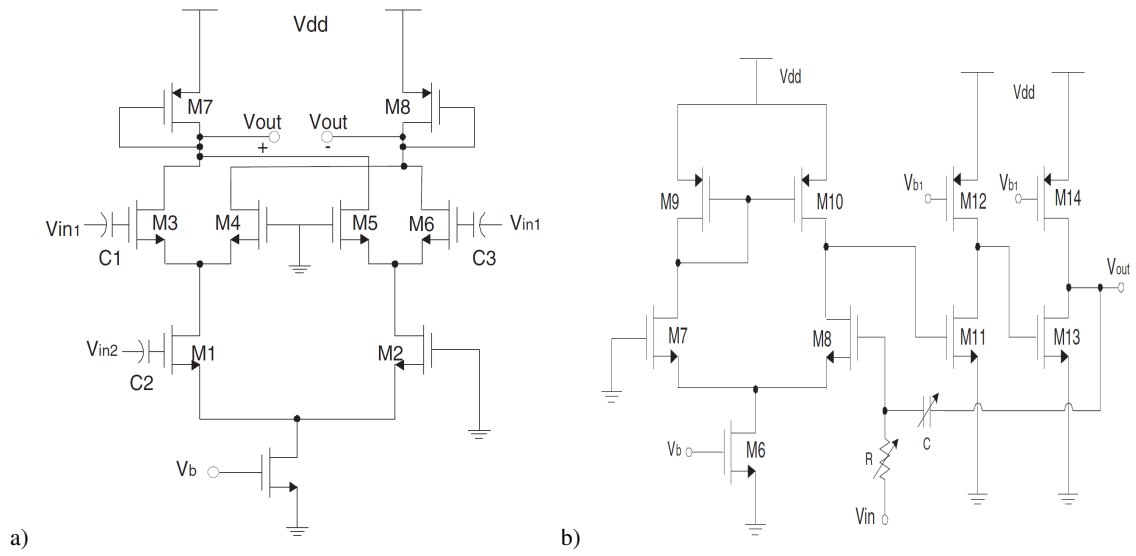 Vdd
M7
M8
Vout
Vout
+
-
Vin1
C1
M3
M4
M5
M6
C3
Vin1
Vin2
C2
M1
M2
Vb
a)
Vdd
Vdd
M9
M10
Vb1
M12
Vb1
M14
Vout
M7
M8
M11
M13
C
Vb
M6
R
Vin
b)